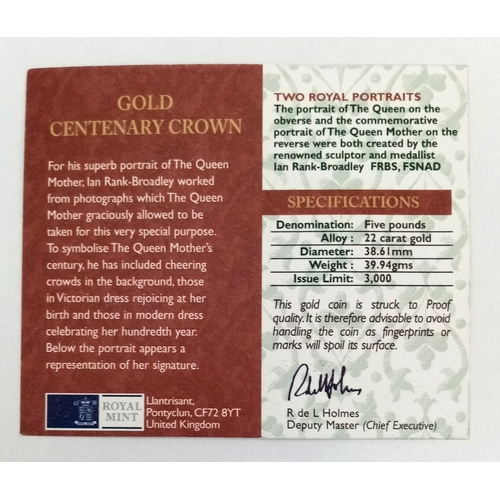 GOLD
CENTENARY CROWN
For his superb portrait of The Queen
Mother, Ian Rank-Broadley worked
from photographs which The Queen
Mother graciously allowed to be
taken for this very special purpose.
To symbolise The Queen Mother's
century, he has included cheering
crowds in the background, those
in Victorian dress rejoicing at her
birth and those in modern dress
celebrating her hundredth year.
Below the portrait appears a
representation of her signature.
ROYAL
MINT
Llantrisant,
Pontyclun, CF72 8YT
United Kingdom
TWO ROYAL PORTRAITS
The portrait of The Queen on the
obverse and the commemorative
portrait of The Queen Mother on the
reverse were both created by the
renowned sculptor and medallist
Ian Rank-Broadley FRBS, FSNAD
SPECIFICATIONS
Denomination: Five pounds
Alloy : 22 carat gold
Diameter: 38.61mm
Weight : 39.94gms
Issue Limit: 3,000
This gold coin is struck to Proof
quality. It is therefore advisable to avoid
handling the coin as fingerprints or
marks will spoil its surface.
R de L Holmes
Deputy Master (Chief Executive)